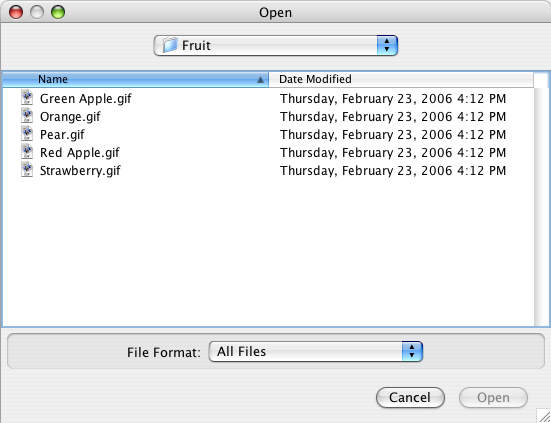 Open
Fruit
Name Date Modified
Green Apple.gif Thursday, February 23, 2006 4:12 PM
Orange.gif Thursday, February 23, 2006 4:12 PM
Pear.gif Thursday, February 23, 2006 4:12 PM
Red Apple.gif Thursday, February 23, 2006 4:12 PM
Strawberry.gif Thursday, February 23, 2006 4:12 PM
File Format: All Files
Cancel Open